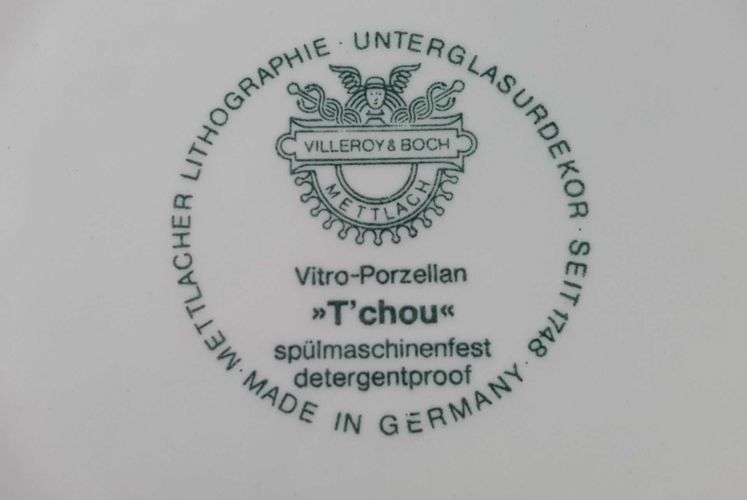 METTLACHER LITHOGRAPHIE · UNTERGLASURDEKOR · SEIT 1748 · MADE IN GERMANY ·
VILLEROY & BOCH
METTLACH
Vitro-Porzellan
»T'chou«
spülmaschinenfest
detergentproof